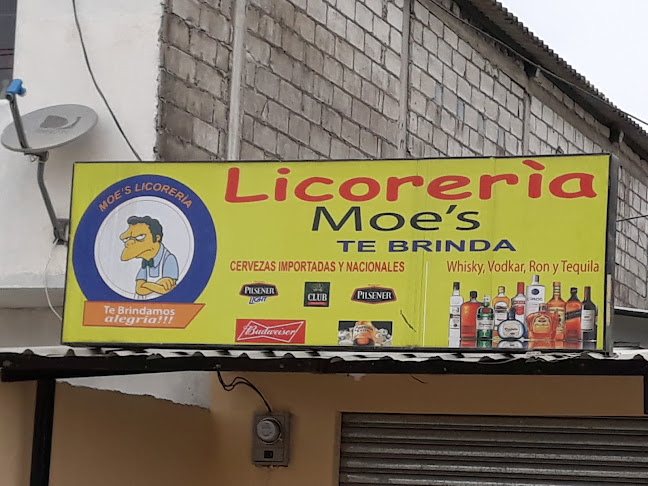 MOE'S LICORERIA
Te Brindamos
alegria!!!
Licorerìa
Moe's
TE BRINDA
CERVEZAS IMPORTADAS Y NACIONALES
PILSENER
LIGHT
CLUB
PILSENER
Budweiser
Whisky, Vodkar, Ron y Tequila